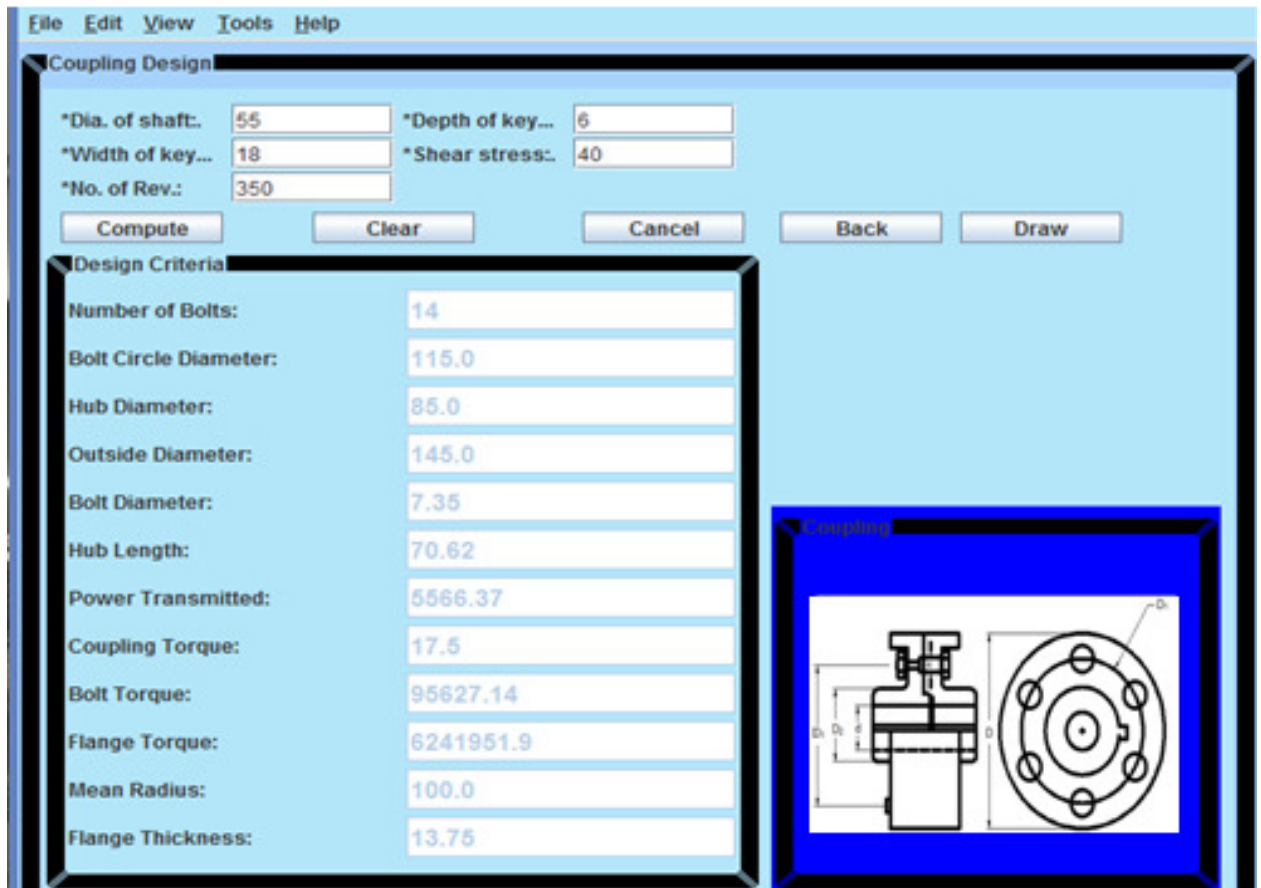 File Edit View Tools Help
Coupling Design
*Dia. of shaft:. 55 *Depth of key... 6
*Width of key... 18 *Shear stress:. 40
*No. of Rev.: 350
Compute Clear Cancel Back Draw
Design Criteria
Number of Bolts: 14
Bolt Circle Diameter: 115.0
Hub Diameter: 85.0
Outside Diameter: 145.0
Bolt Diameter: 7.35
Hub Length: 70.62
Power Transmitted: 5566.37
Coupling Torque: 17.5
Bolt Torque: 95627.14
Flange Torque: 6241951.9
Mean Radius: 100.0
Flange Thickness: 13.75
Coupling
D